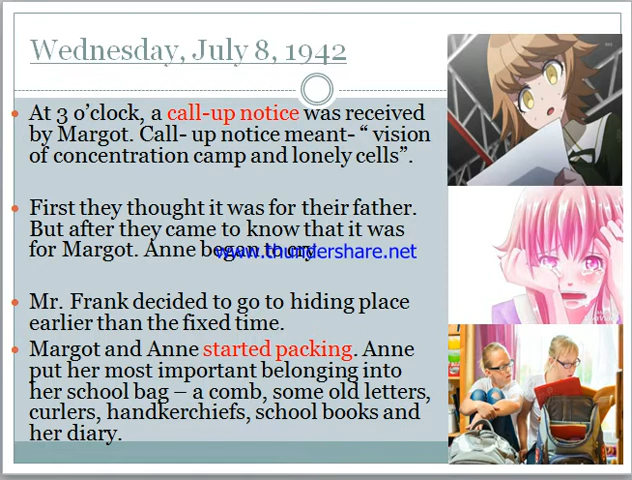 Wednesday, July 8, 1942
At 3 o'clock, a call-up notice was received
by Margot. Call- up notice meant- " vision
of concentration camp and lonely cells".
First they thought it was for their father.
But after they came to know that it was
for Margot. Anne began to cry.
www.thundershare.net
Mr. Frank decided to go to hiding place
earlier than the fixed time.
Margot and Anne started packing. Anne
put her most important belonging into
her school bag – a comb, some old letters,
curlers, handkerchiefs, school books and
her diary.